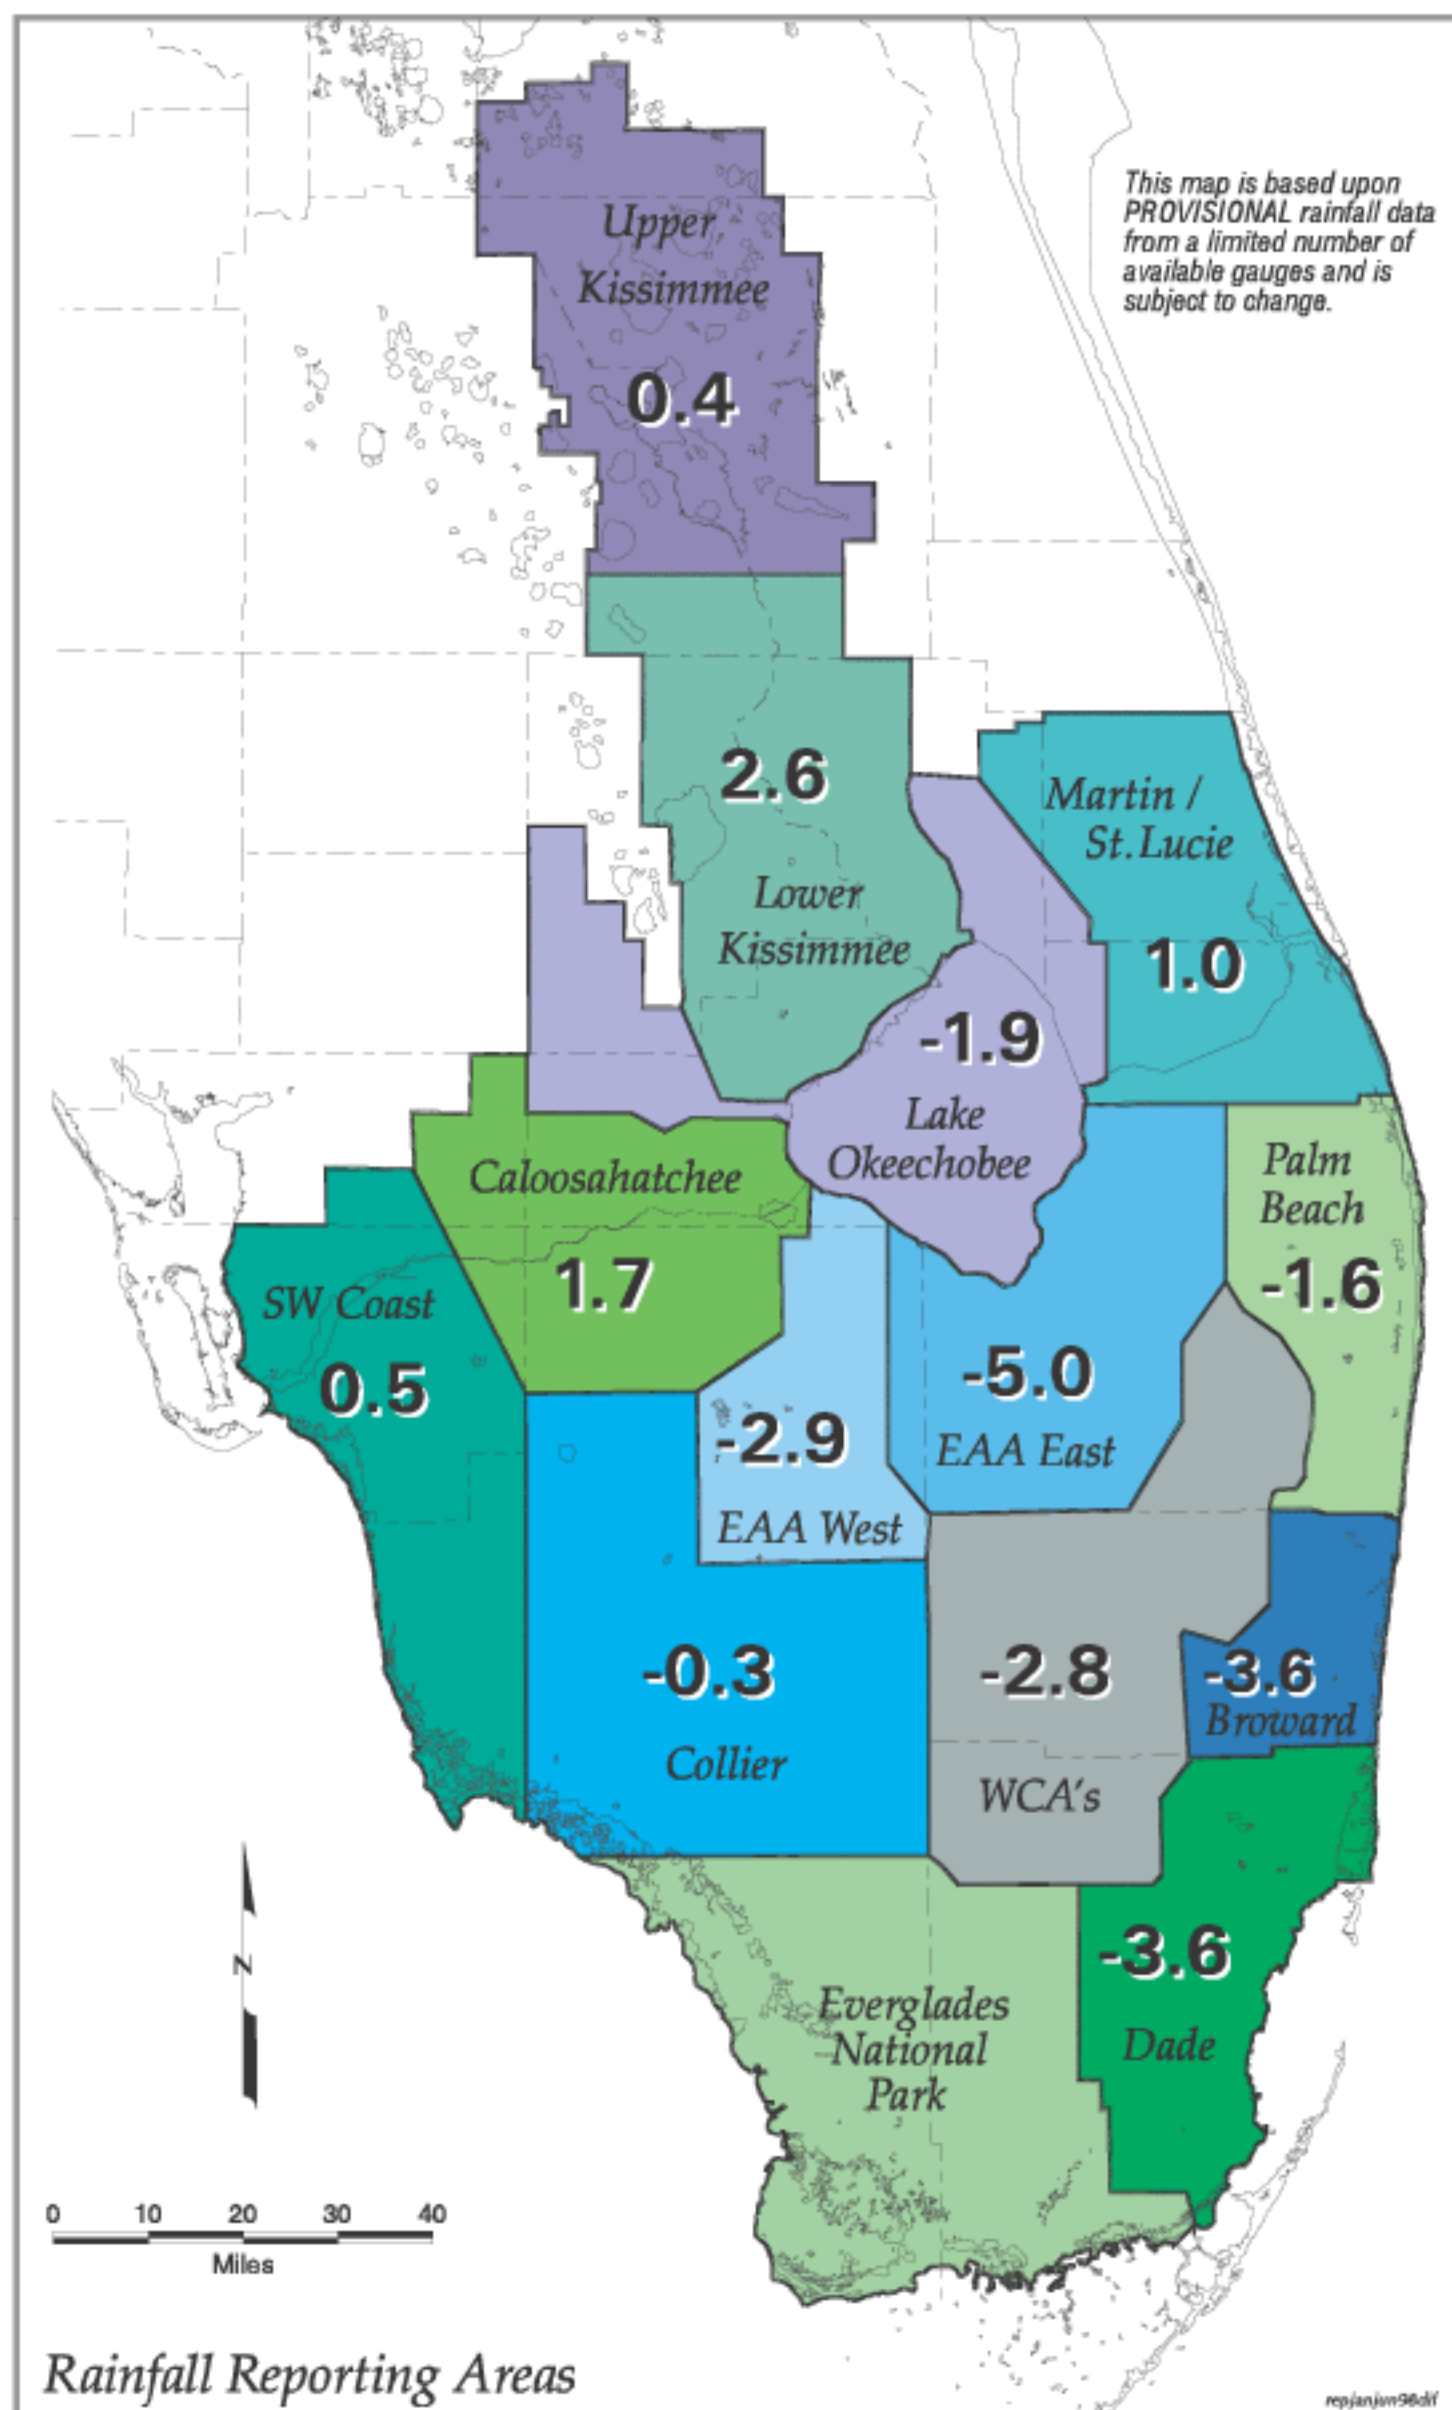 This map is based upon
PROVISIONAL rainfall data
from a limited number of
available gauges and is
subject to change.
Upper
Kissimmee
0.4
2.6
Lower
Kissimmee
Martin /
St. Lucie
1.0
-1.9
Lake
Okeechobee
Caloosahatchee
1.7
Palm
Beach
-1.6
SW Coast
0.5
-5.0
EAA East
-2.9
EAA West
-0.3
Collier
-2.8
WCA's
-3.6
Broward
-3.6
Dade
Everglades
National
Park
N
0 10 20 30 40
Miles
Rainfall Reporting Areas
repjanjun98dif